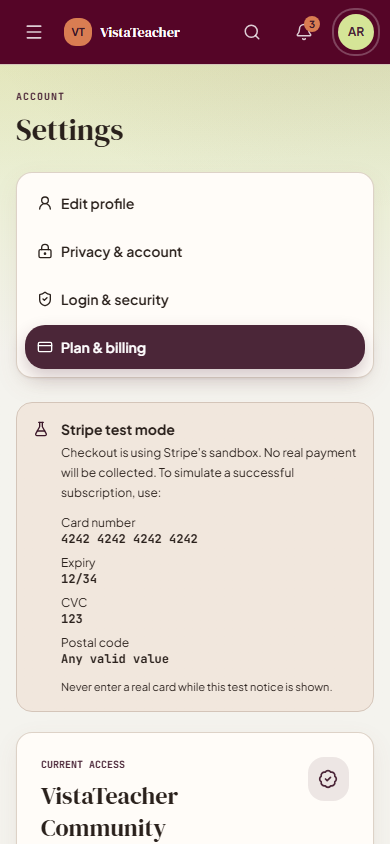 VT VistaTeacher 3 AR
ACCOUNT
Settings
Edit profile
Privacy & account
Login & security
Plan & billing
Stripe test mode
Checkout is using Stripe's sandbox. No real payment
will be collected. To simulate a successful
subscription, use:
Card number
4242 4242 4242 4242
Expiry
12/34
CVC
123
Postal code
Any valid value
Never enter a real card while this test notice is shown.
CURRENT ACCESS
VistaTeacher
Community